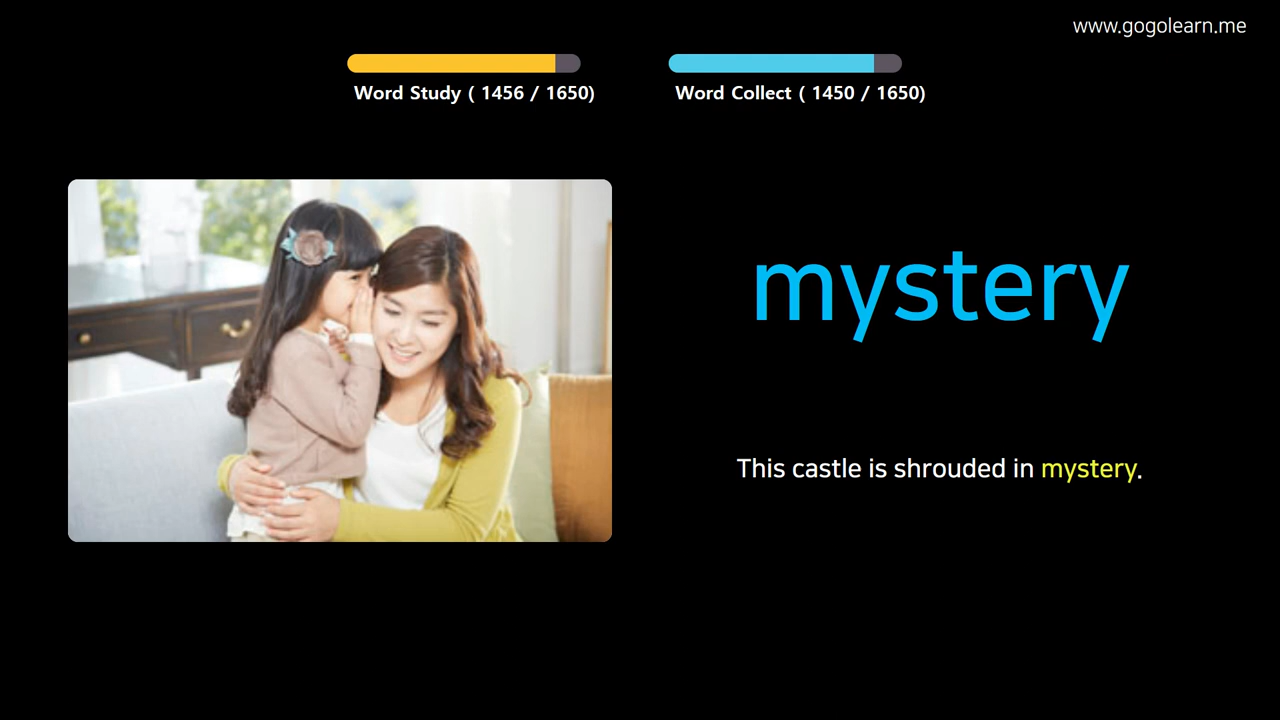 www.gogolearn.me
Word Study ( 1456 / 1650)
Word Collect ( 1450 / 1650)
mystery
This castle is shrouded in mystery.